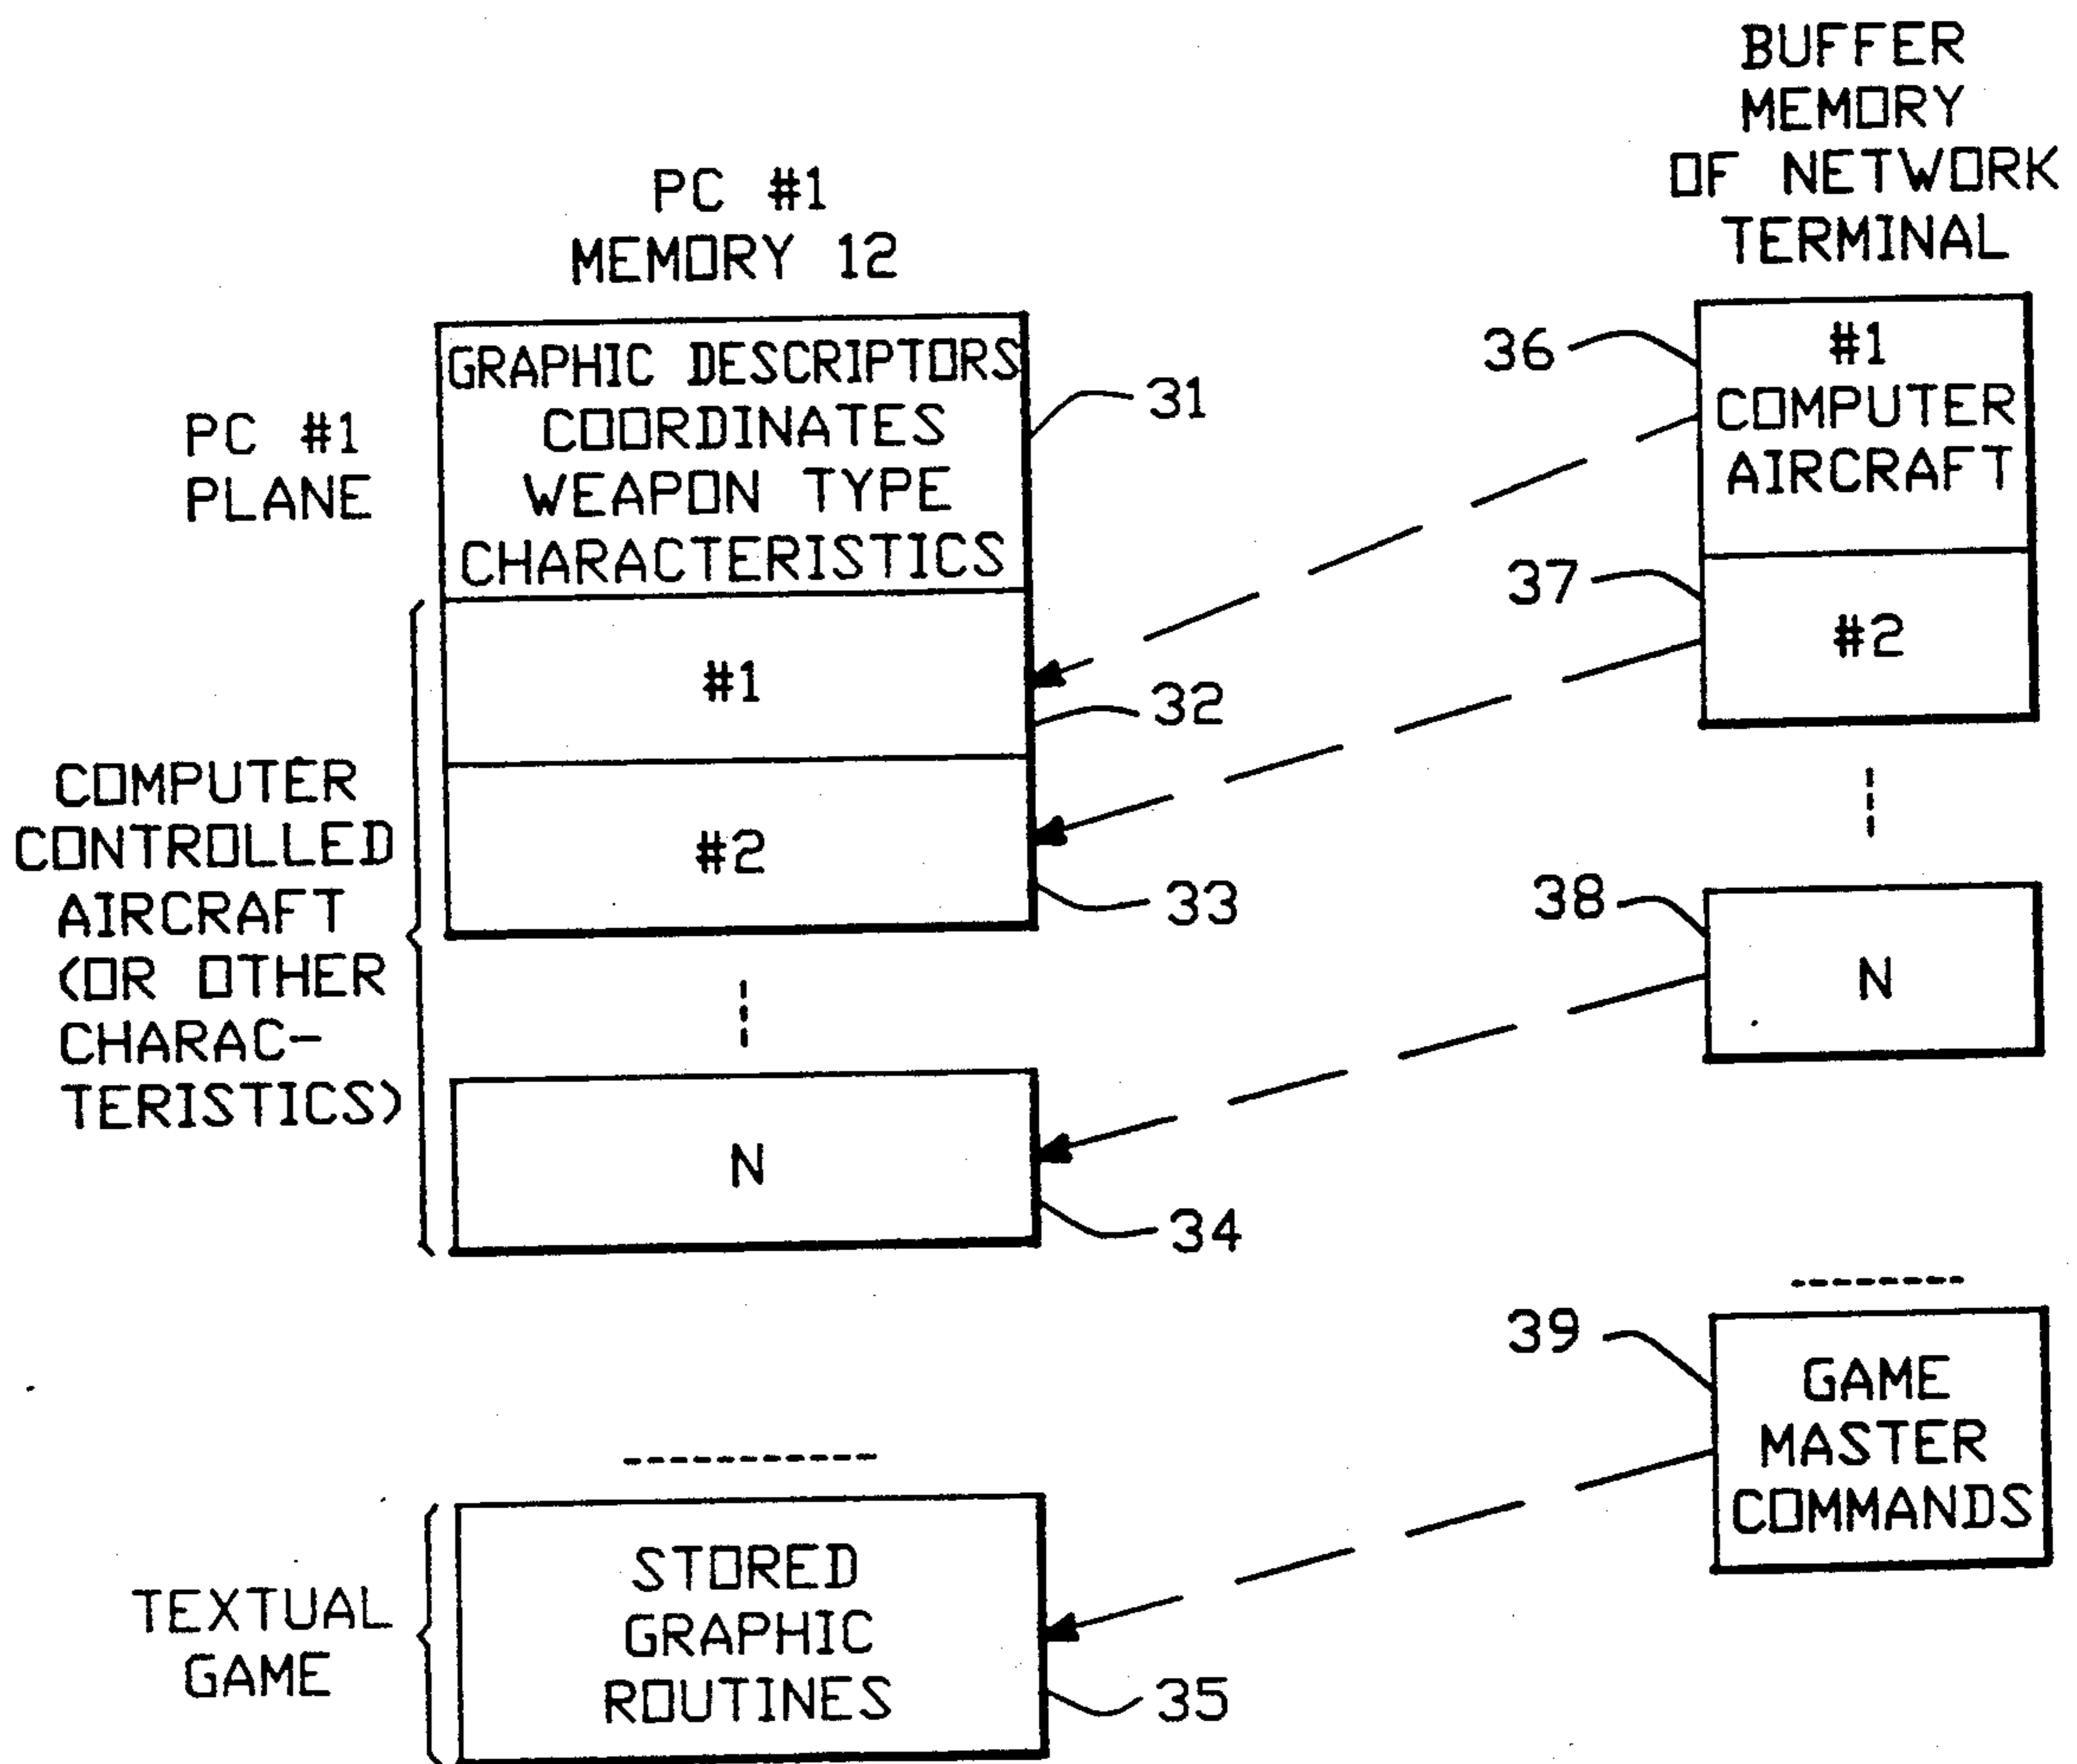 BUFFER
MEMORY
OF NETWORK
TERMINAL
PC #1
MEMORY 12
PC #1
PLANE
GRAPHIC DESCRIPTORS
COORDINATES
WEAPON TYPE
CHARACTERISTICS
31
36
#1
COMPUTER
AIRCRAFT
37
#2
COMPUTER
CONTROLLED
AIRCRAFT
(OR OTHER
CHARAC-
TERISTICS)
#1
32
#2
33
38
N
N
34
39
GAME
MASTER
COMMANDS
TEXTUAL
GAME
STORED
GRAPHIC
ROUTINES
35